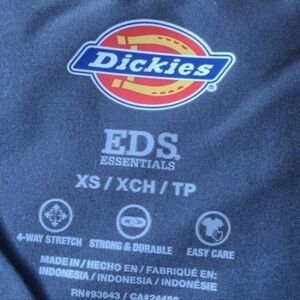 Dickies
EDS.
ESSENTIALS
XS / XCH / TP
4-WAY STRETCH STRONG & DURABLE EASY CARE
MADE IN / HECHO EN / FABRIQUÉ EN:
INDONESIA / INDONESIA / INDONÉSIE
RN#93643 / CA#24480